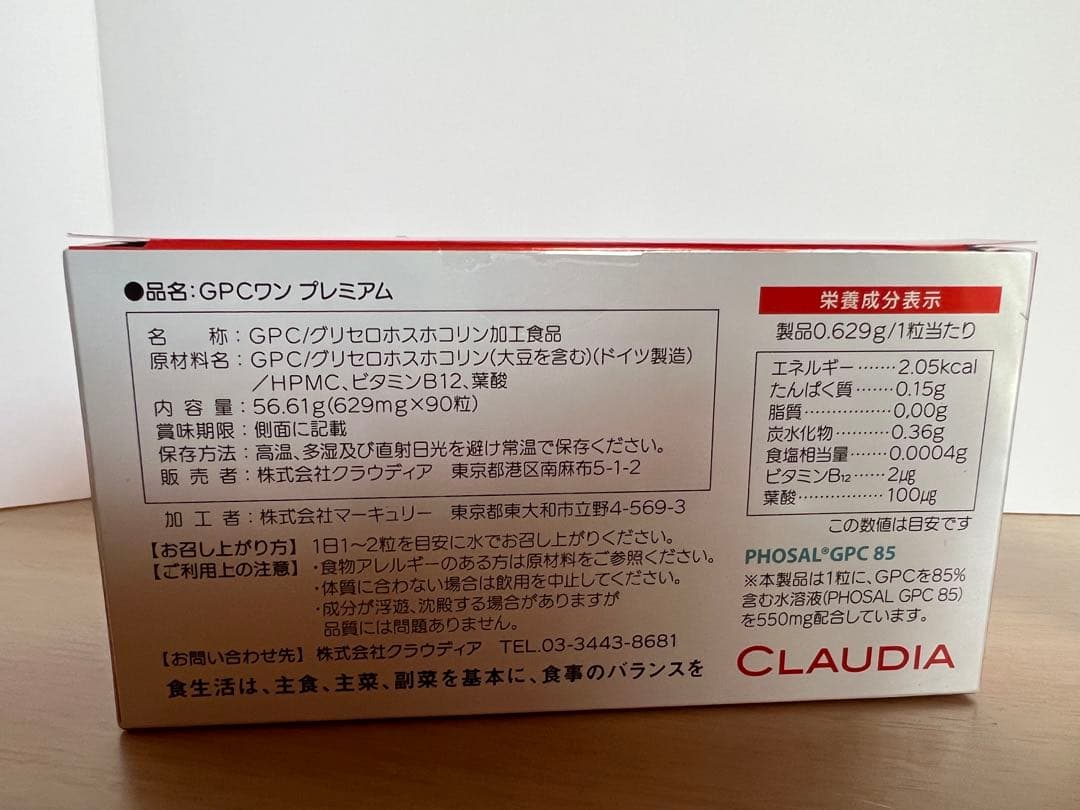 ●品名:GPCワン プレミアム
名　　称:GPC/グリセロホスホコリン加工食品
原材料名:GPC/グリセロホスホコリン(大豆を含む)(ドイツ製造)
/HPMC、ビタミンB12、葉酸
内 容 量:56.61g(629mg×90粒)
賞味期限:側面に記載
保存方法:高温、多湿及び直射日光を避け常温で保存ください。
販 売 者:株式会社クラウディア　東京都港区南麻布5-1-2
加 工 者:株式会社マーキュリー　東京都東大和市立野4-569-3
【お召し上がり方】 1日1〜2粒を目安に水でお召し上がりください。
【ご利用上の注意】 ・食物アレルギーのある方は原材料をご参照ください。
・体質に合わない場合は飲用を中止してください。
・成分が浮遊、沈殿する場合がありますが
品質には問題ありません。
【お問い合わせ先】 株式会社クラウディア　TEL.03-3443-8681
食生活は、主食、主菜、副菜を基本に、食事のバランスを
栄養成分表示
製品0.629g/1粒当たり
エネルギー……2.05kcal
たんぱく質……0.15g
脂質……………0,00g
炭水化物………0.36g
食塩相当量……0.0004g
ビタミンB12……2μg
葉酸……………100μg
この数値は目安です
PHOSAL®GPC 85
※本製品は1粒に、GPCを85%
含む水溶液(PHOSAL GPC 85)
を550mg配合しています。
CLAUDIA